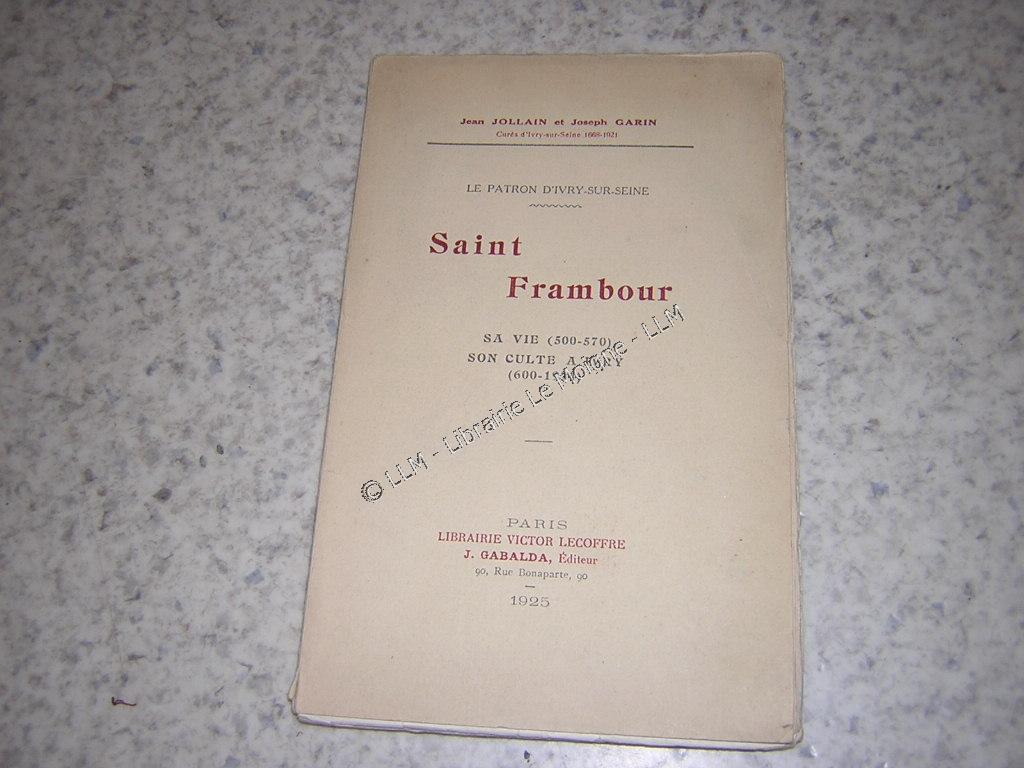 Jean JOLLAIN et Joseph GARIN
Curés d'Ivry-sur-Seine 1668-1921
LE PATRON D'IVRY-SUR-SEINE
Saint
Frambour
SA VIE (500-570)
SON CULTE A
(600-
© LLM - Librairie Le Moigne - LLM
PARIS
LIBRAIRIE VICTOR LECOFFRE
J. GABALDA, Éditeur
90, Rue Bonaparte, 90
1925